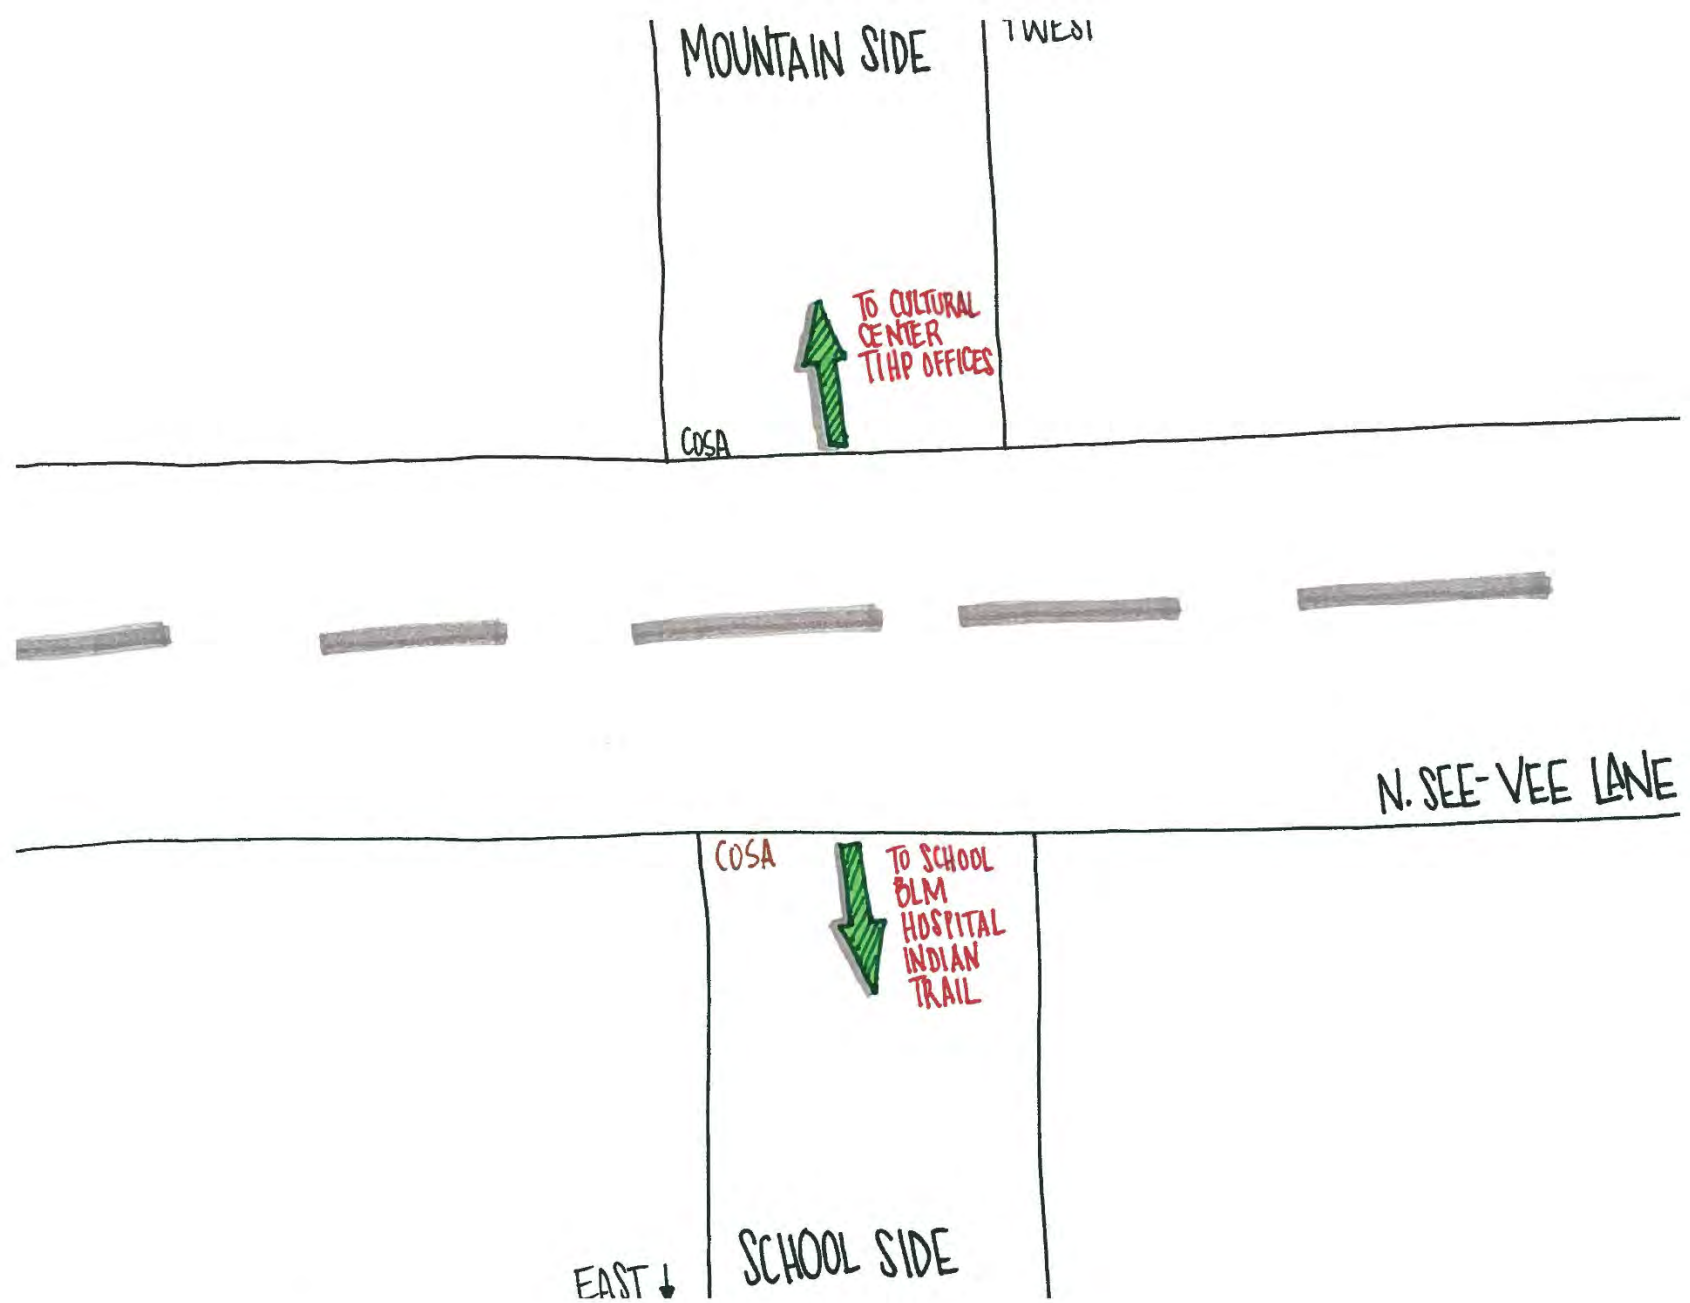 MOUNTAIN SIDE
↑WEST
TO CULTURAL
CENTER
TIHP OFFICES
COSA
N. SEE-VEE LANE
COSA
TO SCHOOL
BLM
HOSPITAL
INDIAN
TRAIL
SCHOOL SIDE
EAST ↓